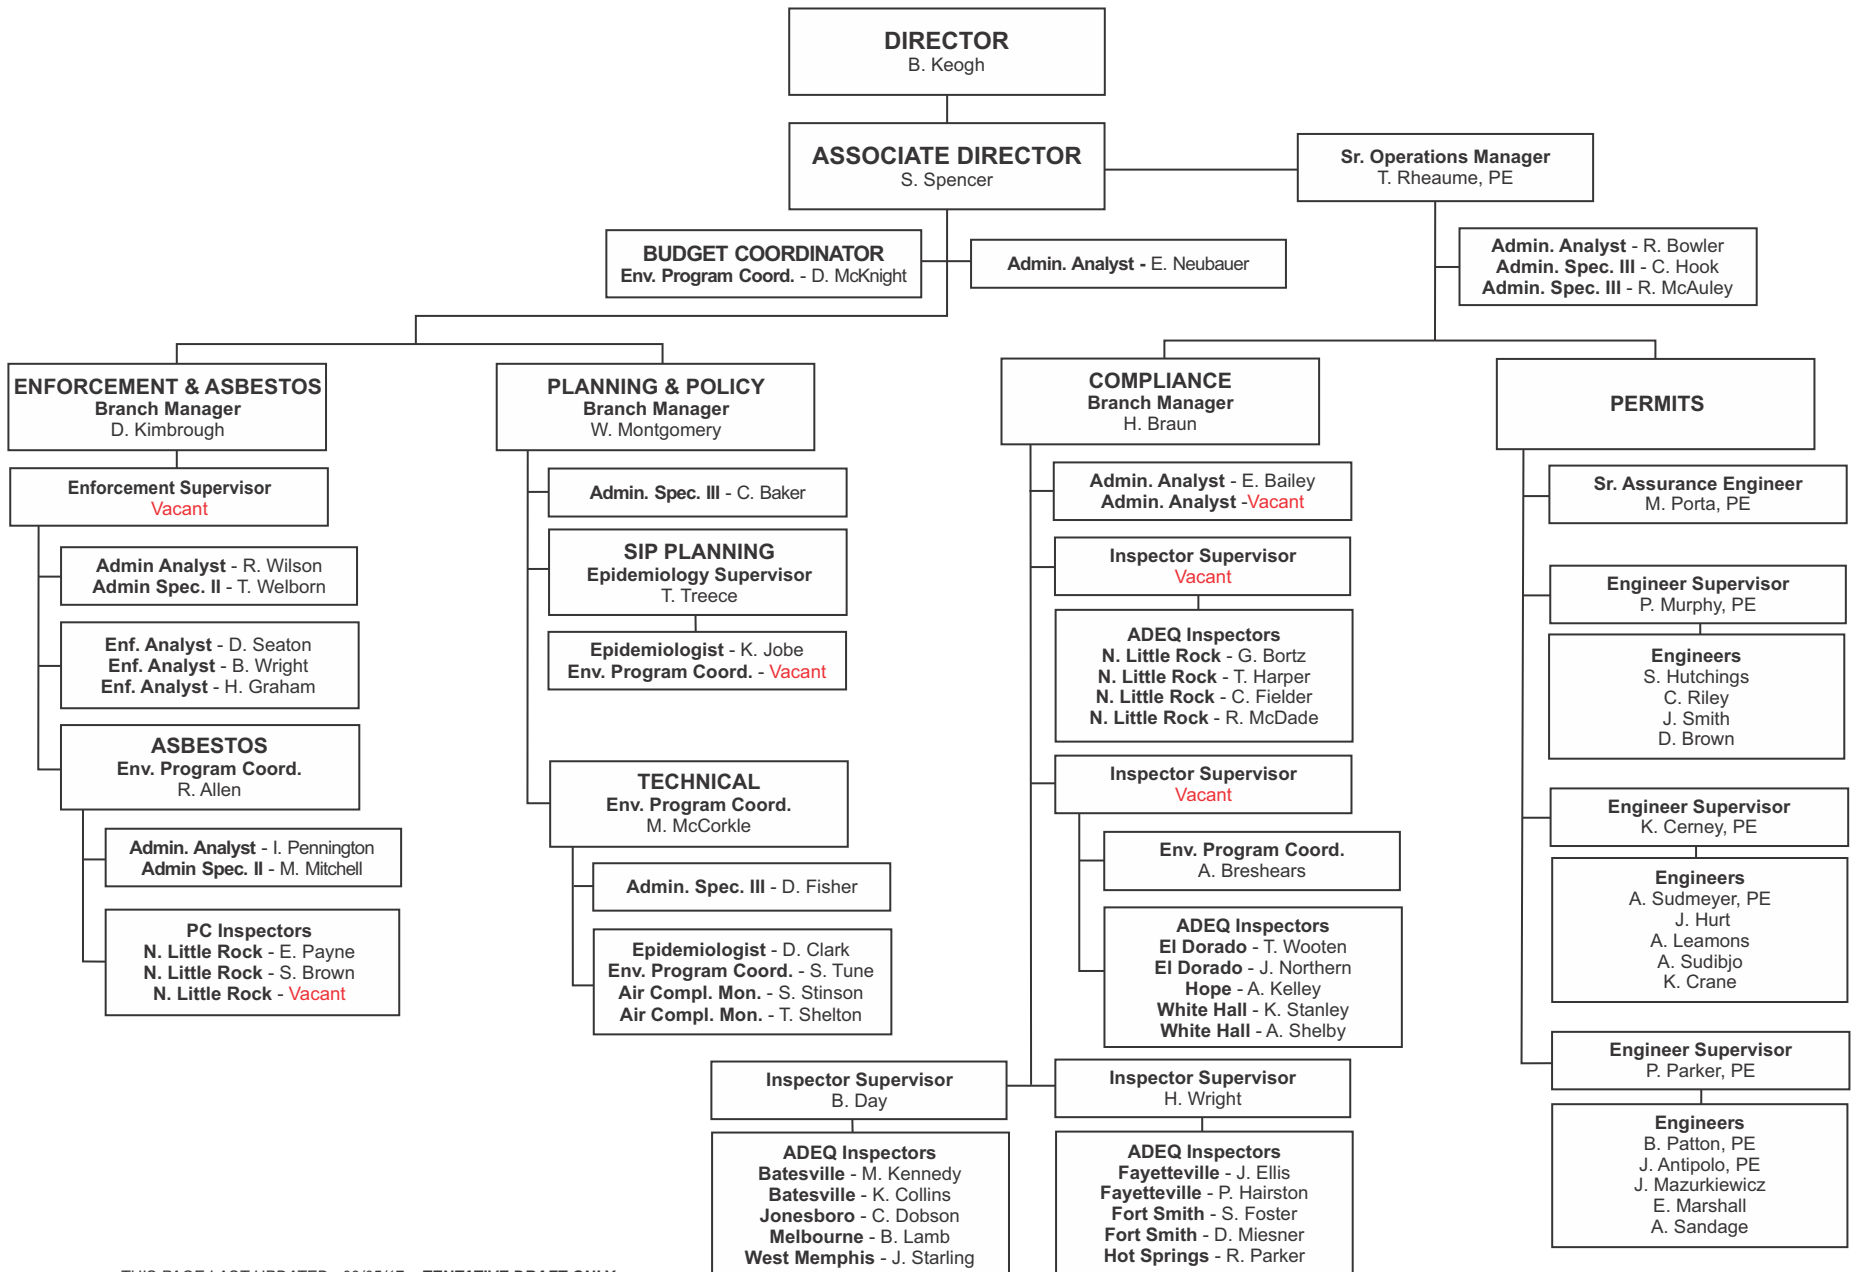 DIRECTOR
B. Keogh
ASSOCIATE DIRECTOR
S. Spencer
Sr. Operations Manager
T. Rheaume, PE
BUDGET COORDINATOR
Env. Program Coord. - D. McKnight
Admin. Analyst - E. Neubauer
Admin. Analyst - R. Bowler
Admin. Spec. III - C. Hook
Admin. Spec. III - R. McAuley
ENFORCEMENT & ASBESTOS
Branch Manager
D. Kimbrough
Enforcement Supervisor
Vacant
Admin Analyst - R. Wilson
Admin Spec. II - T. Welborn
Enf. Analyst - D. Seaton
Enf. Analyst - B. Wright
Enf. Analyst - H. Graham
ASBESTOS
Env. Program Coord.
R. Allen
Admin. Analyst - I. Pennington
Admin Spec. II - M. Mitchell
PC Inspectors
N. Little Rock - E. Payne
N. Little Rock - S. Brown
N. Little Rock - Vacant
PLANNING & POLICY
Branch Manager
W. Montgomery
Admin. Spec. III - C. Baker
SIP PLANNING
Epidemiology Supervisor
T. Treece
Epidemiologist - K. Jobe
Env. Program Coord. - Vacant
TECHNICAL
Env. Program Coord.
M. McCorkle
Admin. Spec. III - D. Fisher
Epidemiologist - D. Clark
Env. Program Coord. - S. Tune
Air Compl. Mon. - S. Stinson
Air Compl. Mon. - T. Shelton
COMPLIANCE
Branch Manager
H. Braun
Admin. Analyst - E. Bailey
Admin. Analyst -Vacant
Inspector Supervisor
Vacant
ADEQ Inspectors
N. Little Rock - G. Bortz
N. Little Rock - T. Harper
N. Little Rock - C. Fielder
N. Little Rock - R. McDade
Inspector Supervisor
Vacant
Env. Program Coord.
A. Breshears
ADEQ Inspectors
El Dorado - T. Wooten
El Dorado - J. Northern
Hope - A. Kelley
White Hall - K. Stanley
White Hall - A. Shelby
Inspector Supervisor
B. Day
ADEQ Inspectors
Batesville - M. Kennedy
Batesville - K. Collins
Jonesboro - C. Dobson
Melbourne - B. Lamb
West Memphis - J. Starling
Inspector Supervisor
H. Wright
ADEQ Inspectors
Fayetteville - J. Ellis
Fayetteville - P. Hairston
Fort Smith - S. Foster
Fort Smith - D. Miesner
Hot Springs - R. Parker
PERMITS
Sr. Assurance Engineer
M. Porta, PE
Engineer Supervisor
P. Murphy, PE
Engineers
S. Hutchings
C. Riley
J. Smith
D. Brown
Engineer Supervisor
K. Cerney, PE
Engineers
A. Sudmeyer, PE
J. Hurt
A. Leamons
A. Sudibjo
K. Crane
Engineer Supervisor
P. Parker, PE
Engineers
B. Patton, PE
J. Antipolo, PE
J. Mazurkiewicz
E. Marshall
A. Sandage
THIS PAGE LAST UPDATED - TENTATIVE DRAFT ONLY